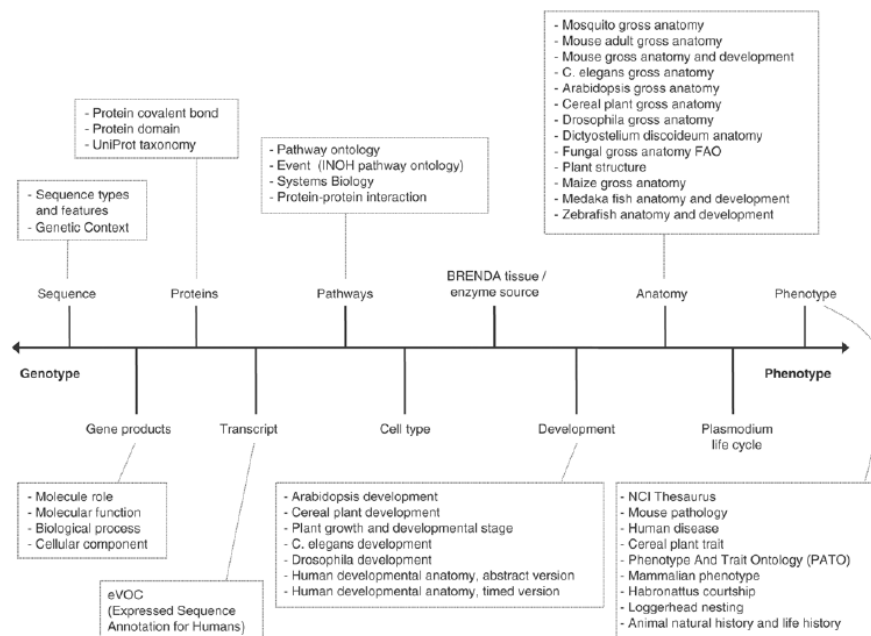 - Mosquito gross anatomy
- Mouse adult gross anatomy
- Mouse gross anatomy and development
- C. elegans gross anatomy
- Arabidopsis gross anatomy
- Cereal plant gross anatomy
- Drosophila gross anatomy
- Dictyostelium discoideum anatomy
- Fungal gross anatomy FAO
- Plant structure
- Maize gross anatomy
- Medaka fish anatomy and development
- Zebrafish anatomy and development
- Protein covalent bond
- Protein domain
- UniProt taxonomy
- Pathway ontology
- Event (INOH pathway ontology)
- Systems Biology
- Protein-protein interaction
- Sequence types
and features
- Genetic Context
Sequence
Proteins
Pathways
BRENDA tissue /
enzyme source
Anatomy
Phenotype
Genotype
Phenotype
Gene products
Transcript
Cell type
Development
Plasmodium
life cycle
- Molecule role
- Molecular function
- Biological process
- Cellular component
eVOC
(Expressed Sequence
Annotation for Humans)
- Arabidopsis development
- Cereal plant development
- Plant growth and developmental stage
- C. elegans development
- Drosophila development
- Human developmental anatomy, abstract version
- Human developmental anatomy, timed version
- NCI Thesaurus
- Mouse pathology
- Human disease
- Cereal plant trait
- Phenotype And Trait Ontology (PATO)
- Mammalian phenotype
- Habronattus courtship
- Loggerhead nesting
- Animal natural history and life history